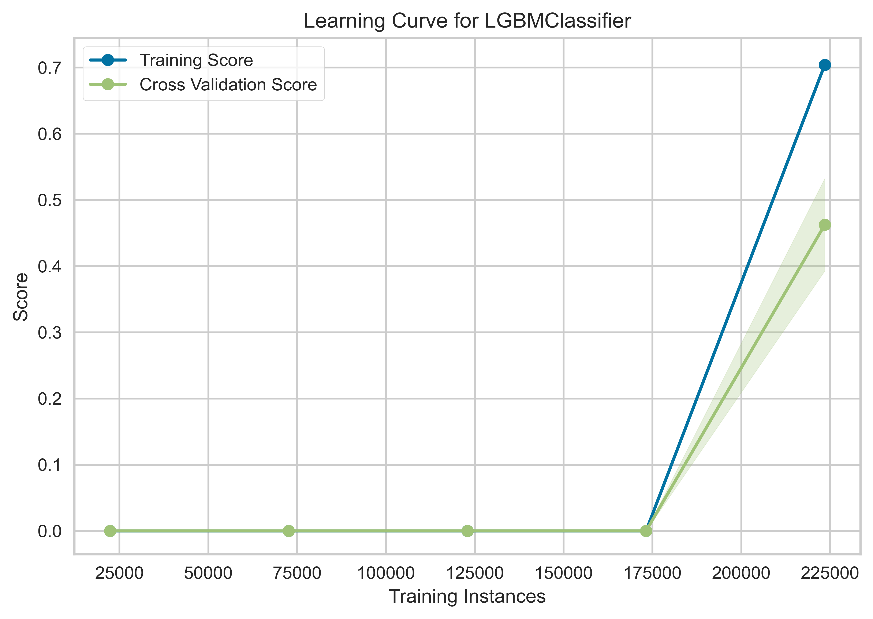 Learning Curve for LGBMClassifier
Training Score
Cross Validation Score
0.7
0.6
0.5
0.4
0.3
0.2
0.1
0.0
Score
25000 50000 75000 100000 125000 150000 175000 200000 225000
Training Instances